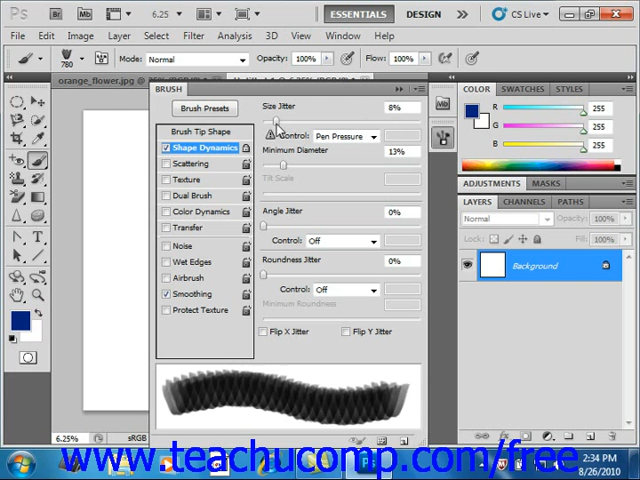 Ps Br Mb 6.25 ESSENTIALS DESIGN CS Live
File Edit Image Layer Select Filter Analysis 3D View Window Help
780 Mode: Normal Opacity: 100% Flow: 100%
orange_flower.jpg
BRUSH
Brush Presets
Brush Tip Shape
Shape Dynamics
Scattering
Texture
Dual Brush
Color Dynamics
Transfer
Noise
Wet Edges
Airbrush
Smoothing
Protect Texture
Size Jitter 8%
Control: Pen Pressure
Minimum Diameter 13%
Tilt Scale
Angle Jitter 0%
Control: Off
Roundness Jitter 0%
Control: Off
Minimum Roundness
Flip X Jitter Flip Y Jitter
Mb
COLOR SWATCHES STYLES
R 255
G 255
B 255
ADJUSTMENTS MASKS
LAYERS CHANNELS PATHS
Normal Opacity: 100%
Lock: Fill: 100%
Background
6.25% sRGB
www.teachucomp.com/free
2:34 PM
8/26/2010